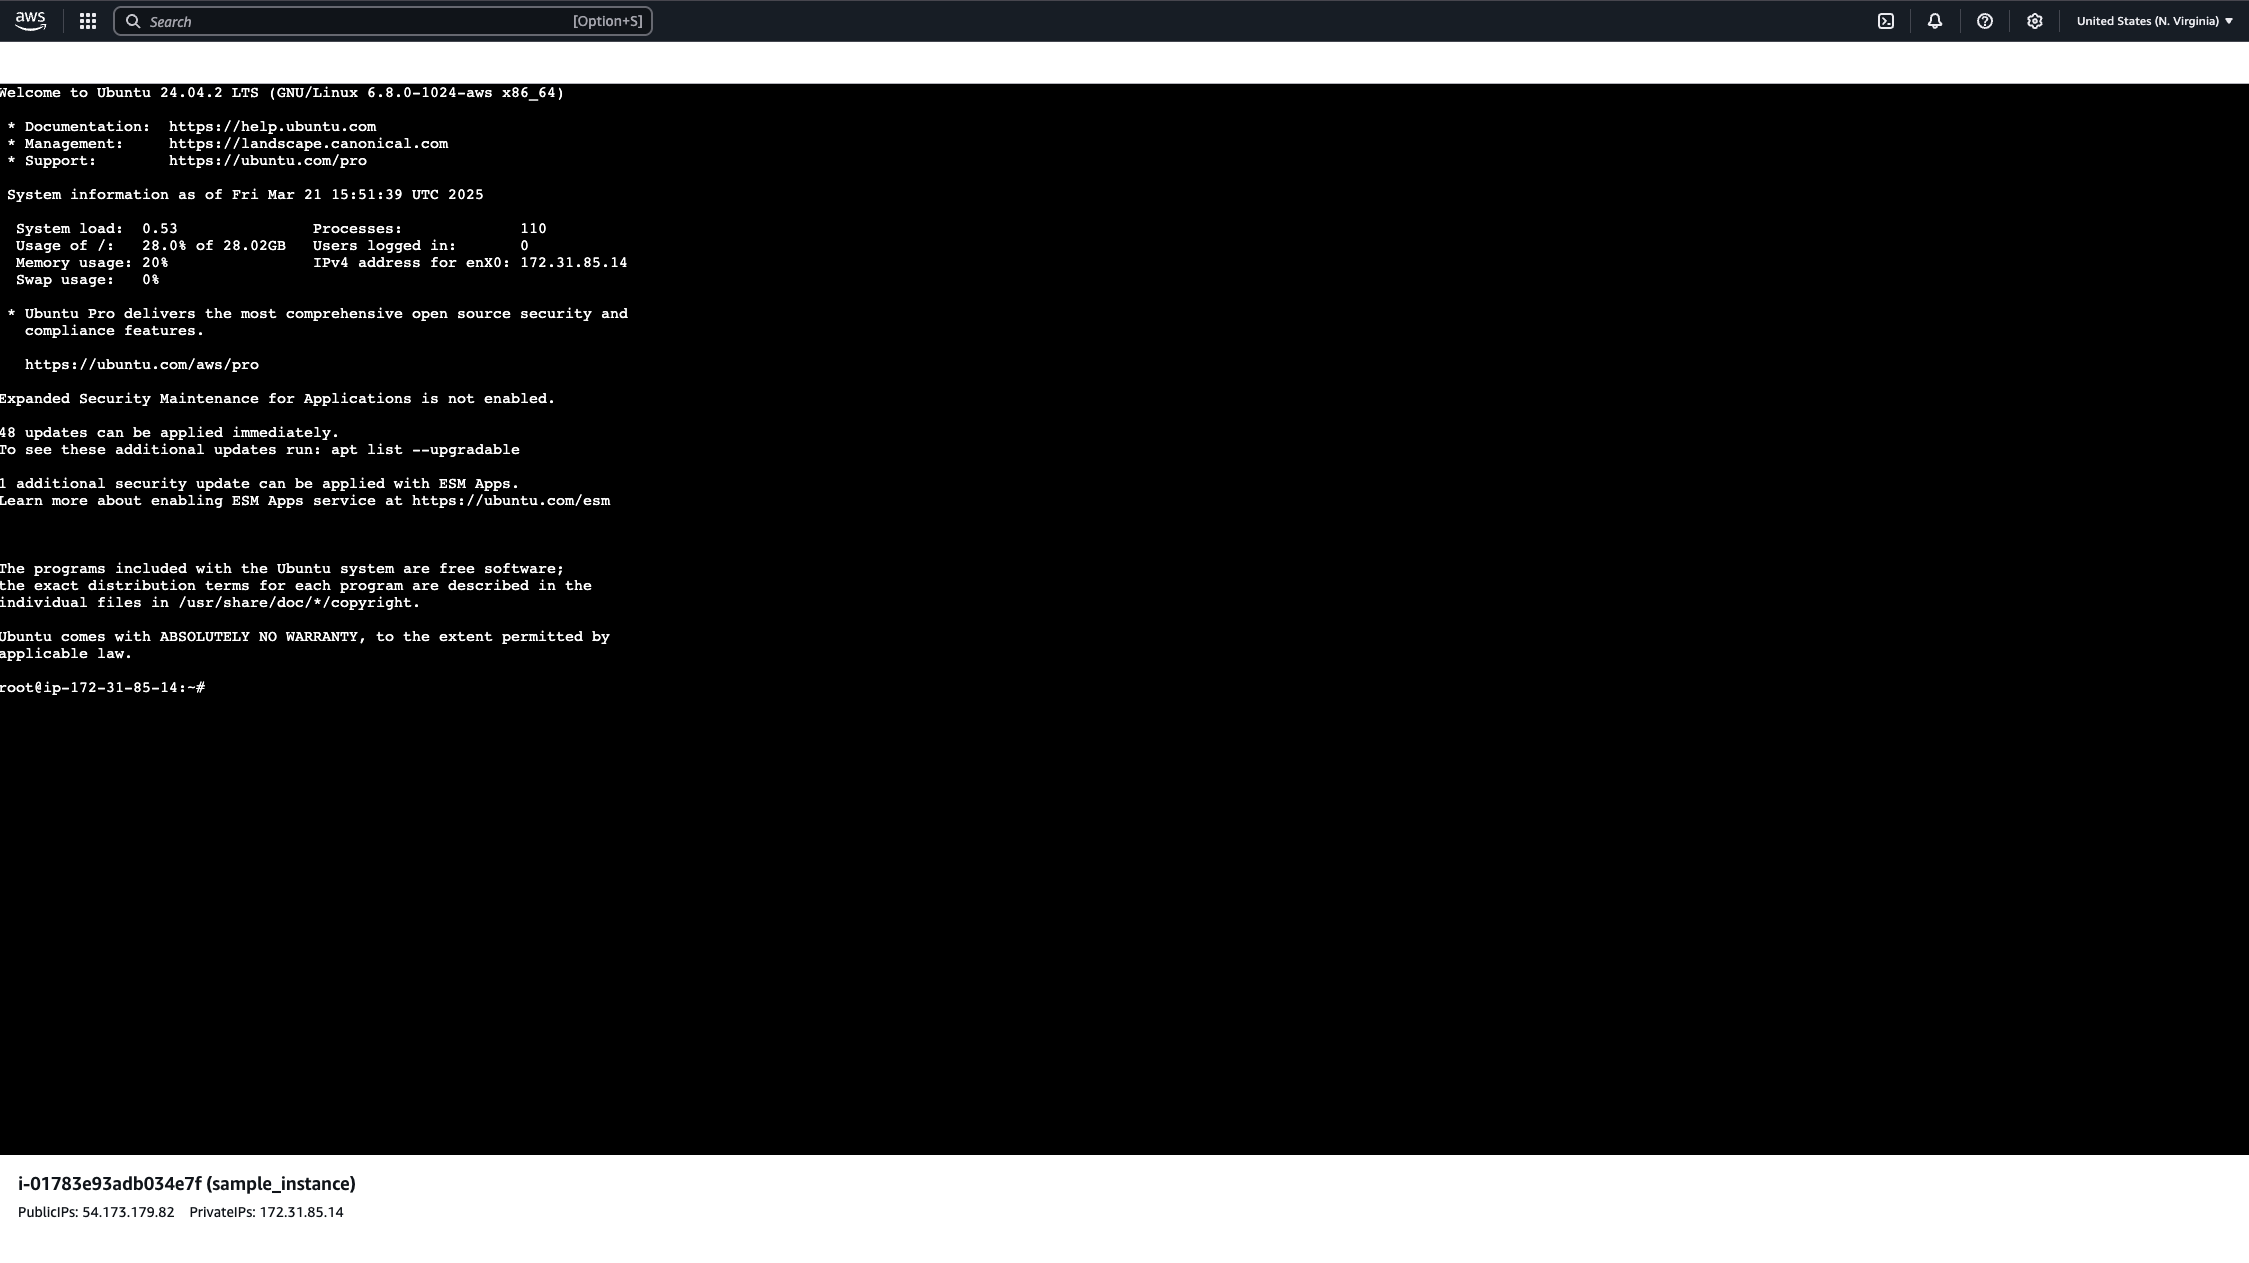 aws
Search [Option+S]
United States (N. Virginia)
Welcome to Ubuntu 24.04.2 LTS (GNU/Linux 6.8.0-1024-aws x86_64)
* Documentation:  https://help.ubuntu.com
* Management:     https://landscape.canonical.com
* Support:        https://ubuntu.com/pro
System information as of Fri Mar 21 15:51:39 UTC 2025
System load:  0.53               Processes:             110
Usage of /:   28.0% of 28.02GB   Users logged in:       0
Memory usage: 20%                IPv4 address for enX0: 172.31.85.14
Swap usage:   0%
* Ubuntu Pro delivers the most comprehensive open source security and
compliance features.
https://ubuntu.com/aws/pro
Expanded Security Maintenance for Applications is not enabled.
48 updates can be applied immediately.
To see these additional updates run: apt list --upgradable
1 additional security update can be applied with ESM Apps.
Learn more about enabling ESM Apps service at https://ubuntu.com/esm
The programs included with the Ubuntu system are free software;
the exact distribution terms for each program are described in the
individual files in /usr/share/doc/*/copyright.
Ubuntu comes with ABSOLUTELY NO WARRANTY, to the extent permitted by
applicable law.
root@ip-172-31-85-14:~#
i-01783e93adb034e7f (sample_instance)
PublicIPs: 54.173.179.82    PrivateIPs: 172.31.85.14